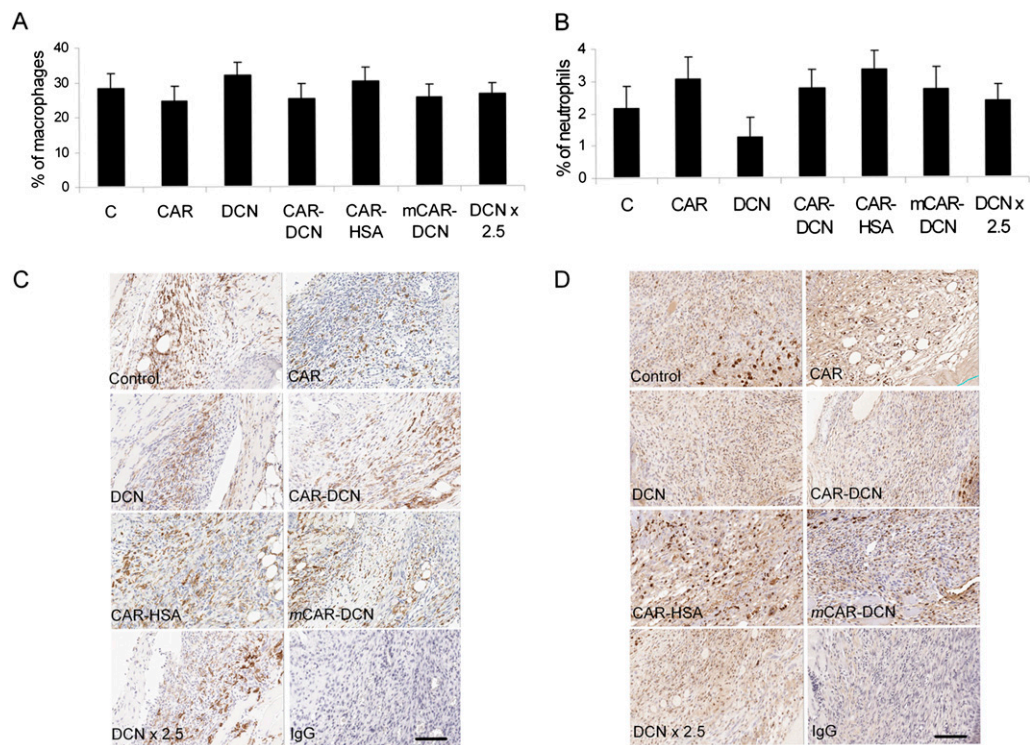 A
% of macrophages
40
30
20
10
0
C
CAR
DCN
CAR-
DCN
CAR-
HSA
mCAR-
DCN
DCN x
2.5
B
% of neutrophils
4
3
2
1
0
C
CAR
DCN
CAR-
DCN
CAR-
HSA
mCAR-
DCN
DCN x
2.5
C
Control
CAR
DCN
CAR-DCN
CAR-HSA
mCAR-DCN
DCN x 2.5
IgG
D
Control
CAR
DCN
CAR-DCN
CAR-HSA
mCAR-DCN
DCN x 2.5
IgG